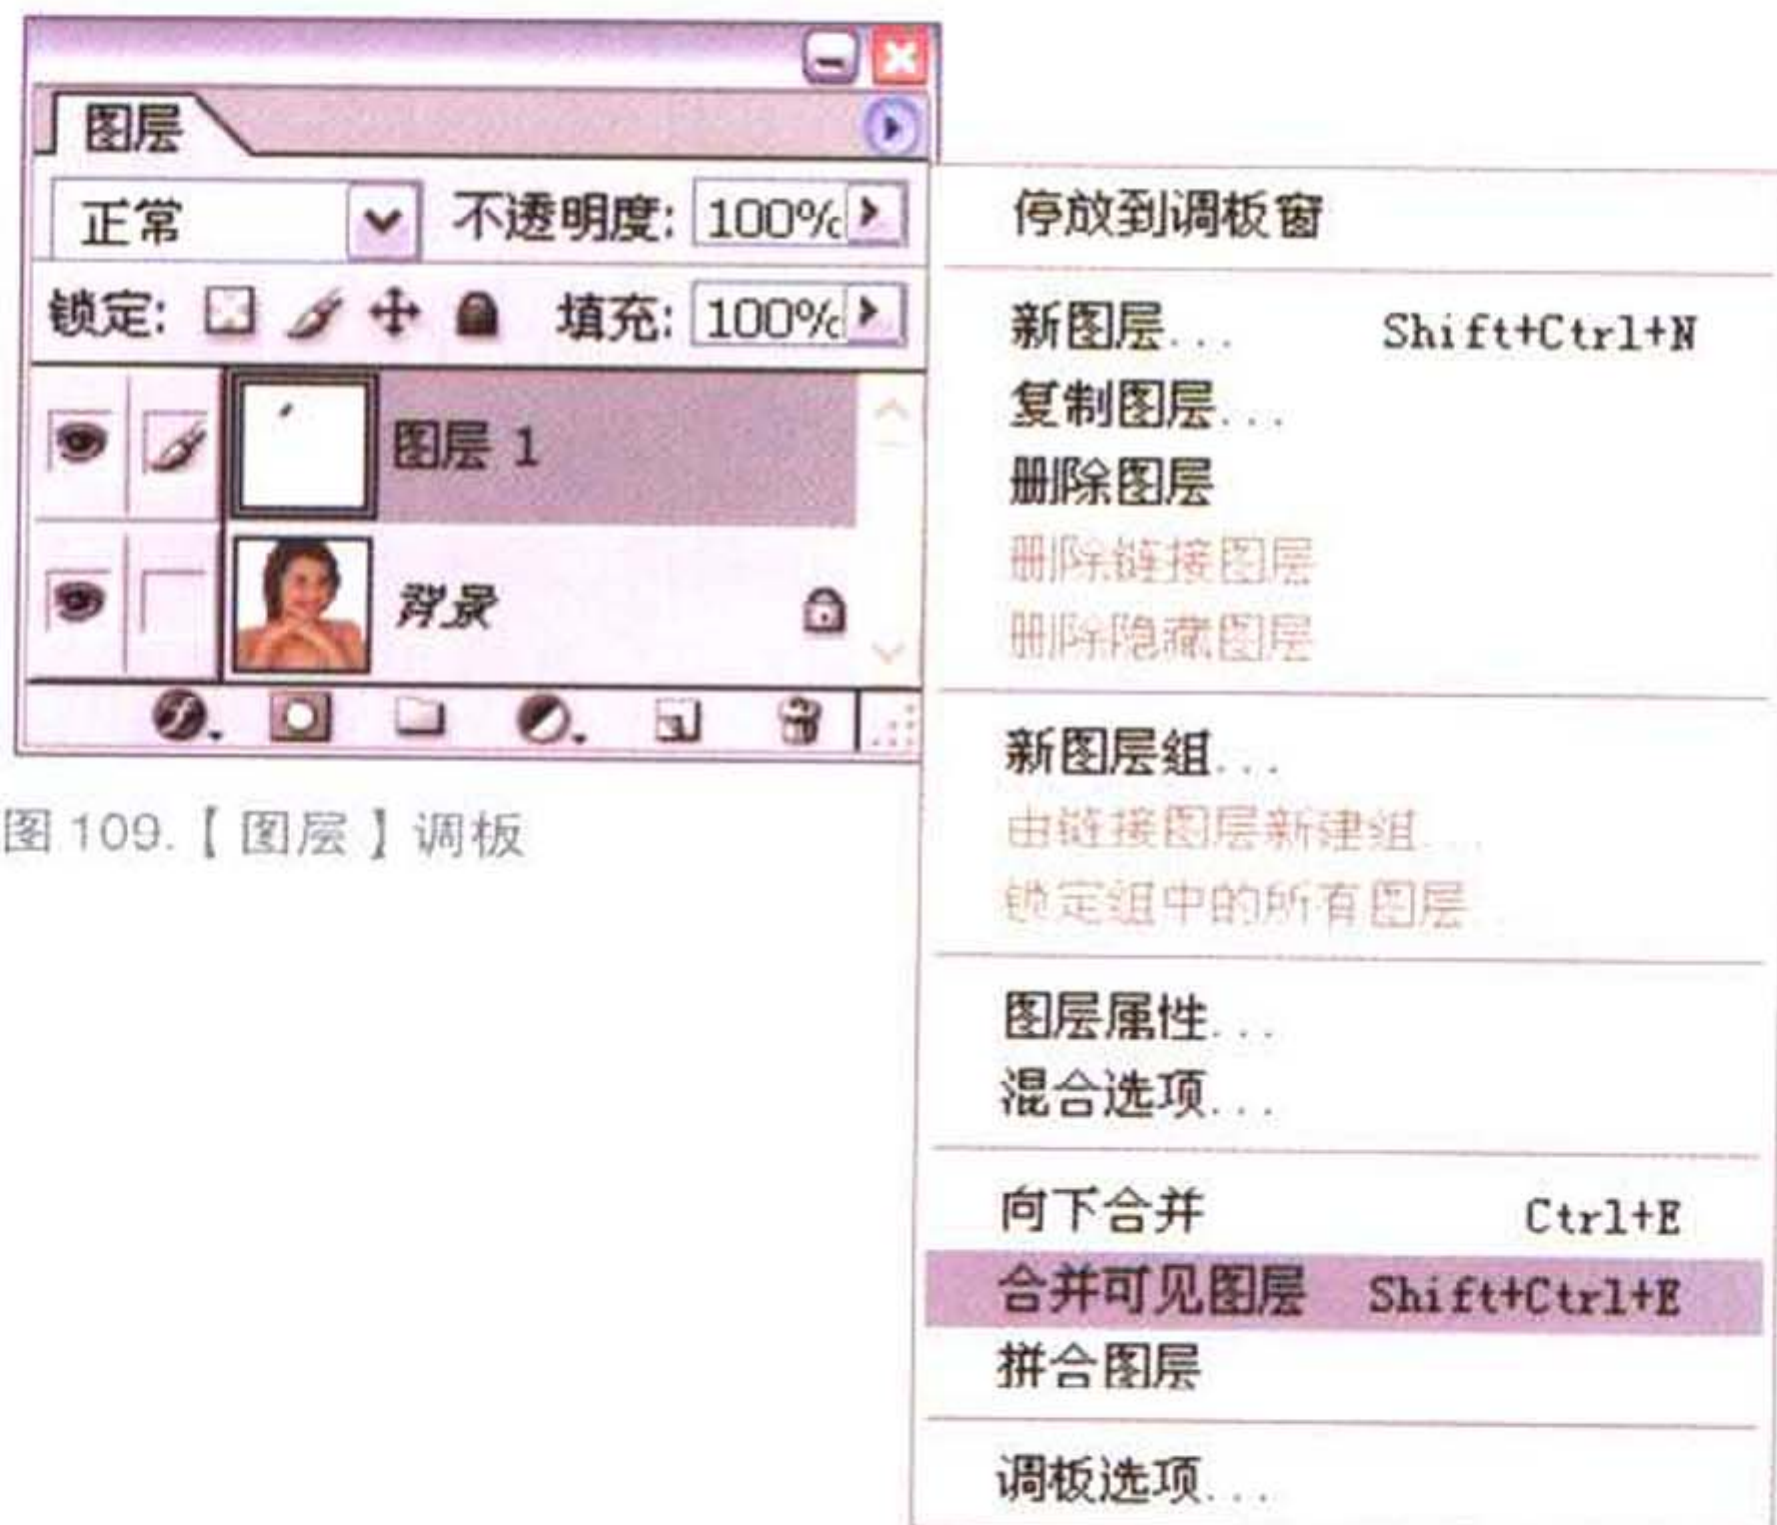 图层
正常 不透明度: 100%
锁定: 填充: 100%
图层 1
背景
图 109.【图层】调板
停放到调板窗
新图层... Shift+Ctrl+N
复制图层...
删除图层
删除链接图层
删除隐藏图层
新图层组...
由链接图层新建组...
锁定组中的所有图层...
图层属性...
混合选项...
向下合并 Ctrl+E
合并可见图层 Shift+Ctrl+E
拼合图层
调板选项...